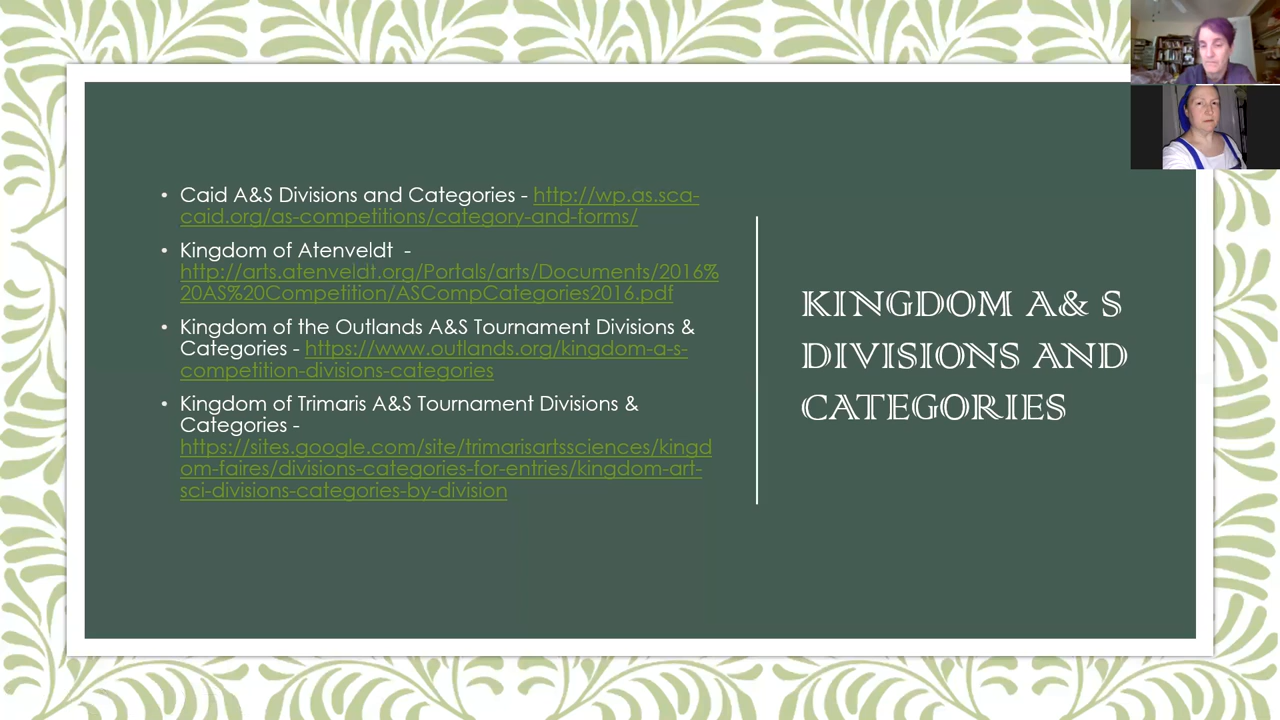 • Caid A&S Divisions and Categories - http://wp.as.sca-
caid.org/as-competitions/category-and-forms/
• Kingdom of Atenveldt -
http://arts.atenveldt.org/Portals/arts/Documents/2016%
20AS%20Competition/ASCompCategories2016.pdf
• Kingdom of the Outlands A&S Tournament Divisions &
Categories - https://www.outlands.org/kingdom-a-s-
competition-divisions-categories
• Kingdom of Trimaris A&S Tournament Divisions &
Categories -
https://sites.google.com/site/trimarisartssciences/kingd
om-faires/divisions-categories-for-entries/kingdom-art-
sci-divisions-categories-by-division
KINGDOM A& S
DIVISIONS AND
CATEGORIES